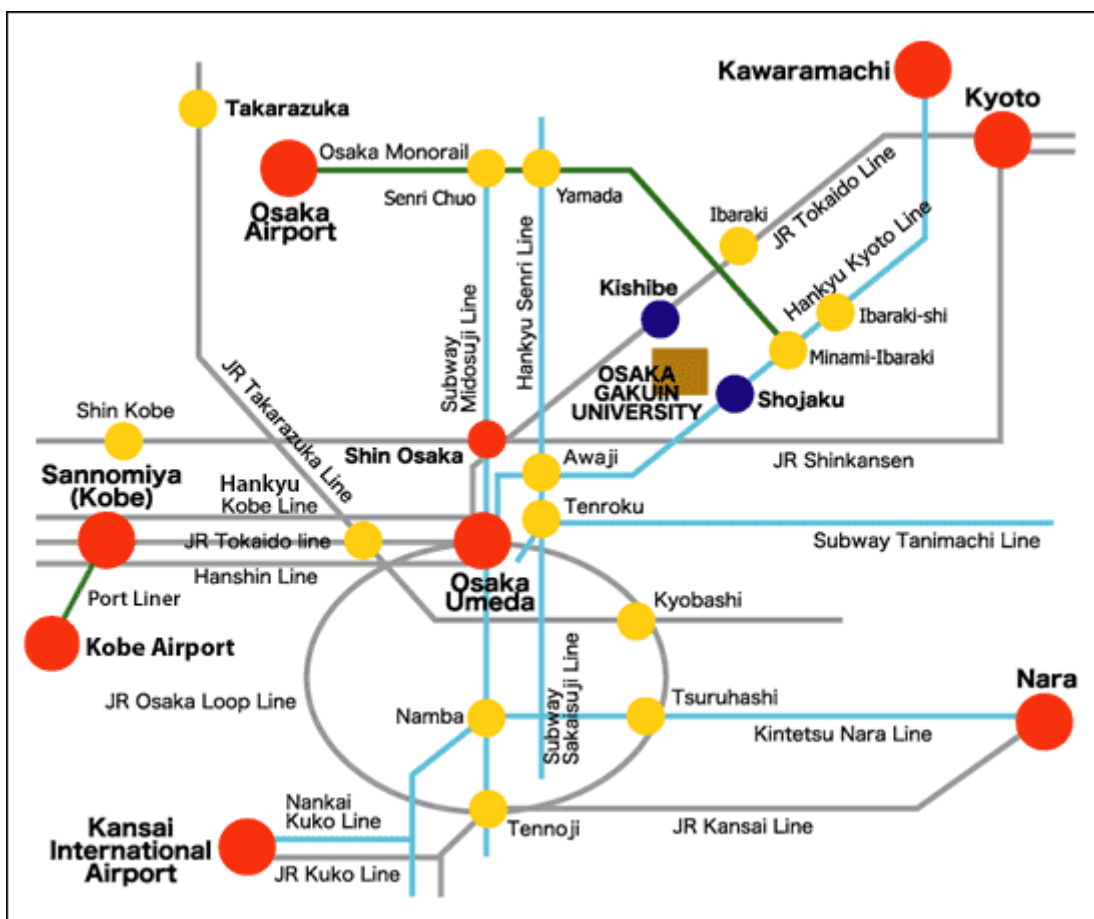 Kawaramachi
Kyoto
Takarazuka
Osaka Monorail
Senri Chuo
Yamada
Osaka
Airport
Ibaraki
JR Tokaido Line
Hankyu Kyoto Line
Hankyu Senri Line
Subway
Midosuji Line
Kishibe
Ibaraki-shi
Minami-Ibaraki
OSAKA
GAKUIN
UNIVERSITY
Shojaku
JR Takarazuka Line
Shin Kobe
Shin Osaka
Awaji
JR Shinkansen
Sannomiya
(Kobe)
Hankyu
Kobe Line
Tenroku
JR Tokaido line
Subway Tanimachi Line
Hanshin Line
Osaka
Umeda
Port Liner
Kyobashi
Kobe Airport
JR Osaka Loop Line
Subway
Sakaisuji Line
Namba
Tsuruhashi
Nara
Kintetsu Nara Line
Nankai
Kuko Line
Tennoji
JR Kansai Line
Kansai
International
Airport
JR Kuko Line